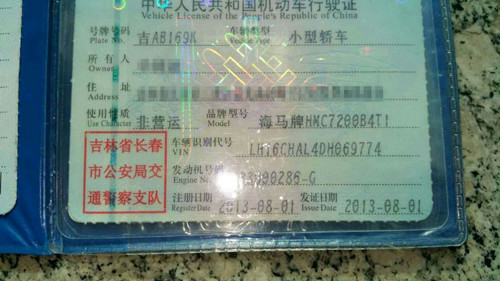 中华人民共和国机动车行驶证
Vehicle License of the People's Republic of China
号牌号码 吉AB169K 车辆类型 小型轿车
Plate No. Vehicle Type
所有人
Owner
住址
Address
使用性质 非营运 品牌型号 海马牌HMC7200B4T1
Use Character Model
吉林省长春 车辆识别代号 LH16CHAL4DH069774
市公安局交 VIN
通警察支队 发动机号码
Engine No.
注册日期 2013-08-01 发证日期 2013-08-01
Register Date Issue Date